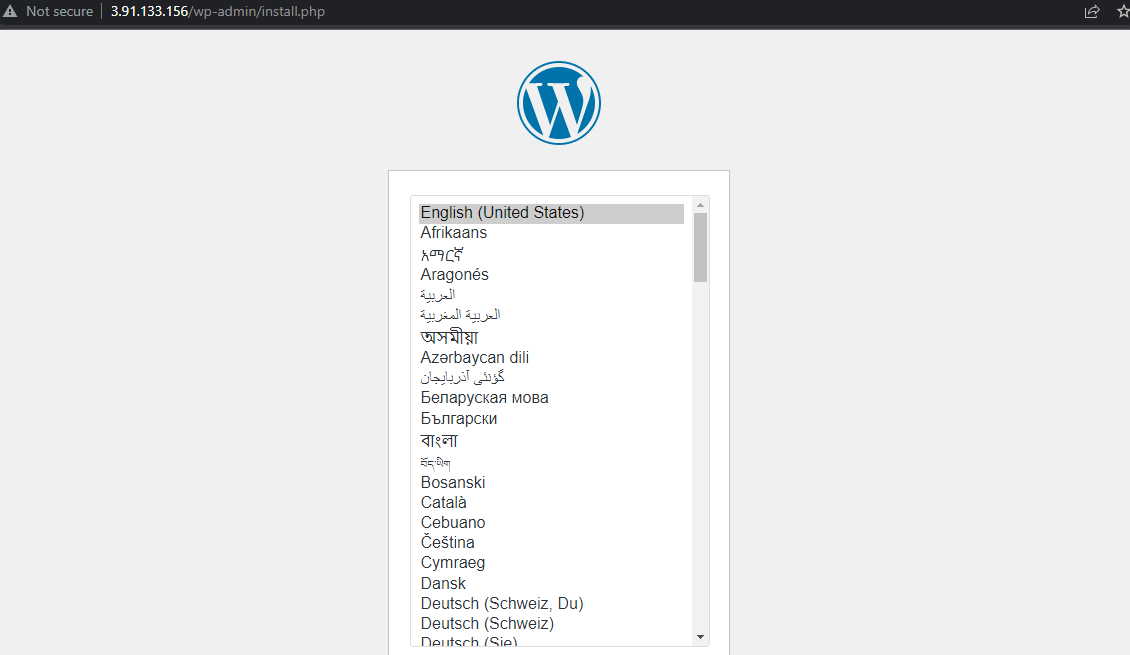 Not secure 3.91.133.156/wp-admin/install.php
English (United States)
Afrikaans
አማርኛ
Aragonés
العربية
العربية المغربية
অসমীয়া
Azərbaycan dili
گؤنئی آذربایجان
Беларуская мова
Български
বাংলা
བོད་ཡིག
Bosanski
Català
Cebuano
Čeština
Cymraeg
Dansk
Deutsch (Schweiz, Du)
Deutsch (Schweiz)
Deutsch (Sie)